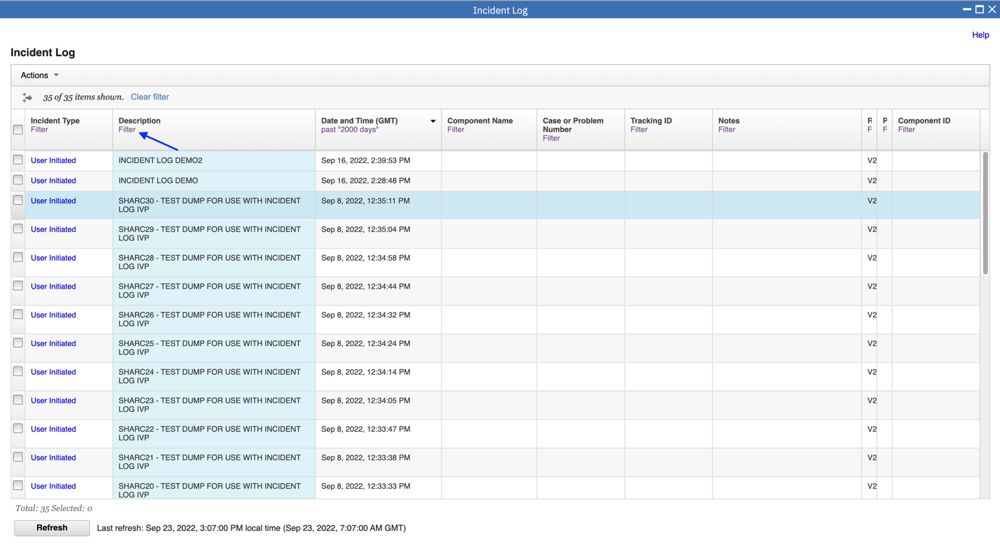 Incident Log
Help
Incident Log
Actions
35 of 35 items shown. Clear filter
Incident Type Description Date and Time (GMT) Component Name Case or Problem Number Tracking ID Notes R P Component ID
Filter Filter past "2000 days" Filter Filter Filter Filter F F Filter
User Initiated INCIDENT LOG DEMO2 Sep 16, 2022, 2:39:53 PM V2
User Initiated INCIDENT LOG DEMO Sep 16, 2022, 2:28:48 PM V2
User Initiated SHARC30 - TEST DUMP FOR USE WITH INCIDENT Sep 8, 2022, 12:35:11 PM V2
LOG IVP
User Initiated SHARC29 - TEST DUMP FOR USE WITH INCIDENT Sep 8, 2022, 12:35:04 PM V2
LOG IVP
User Initiated SHARC28 - TEST DUMP FOR USE WITH INCIDENT Sep 8, 2022, 12:34:58 PM V2
LOG IVP
User Initiated SHARC27 - TEST DUMP FOR USE WITH INCIDENT Sep 8, 2022, 12:34:44 PM V2
LOG IVP
User Initiated SHARC26 - TEST DUMP FOR USE WITH INCIDENT Sep 8, 2022, 12:34:32 PM V2
LOG IVP
User Initiated SHARC25 - TEST DUMP FOR USE WITH INCIDENT Sep 8, 2022, 12:34:24 PM V2
LOG IVP
User Initiated SHARC24 - TEST DUMP FOR USE WITH INCIDENT Sep 8, 2022, 12:34:14 PM V2
LOG IVP
User Initiated SHARC23 - TEST DUMP FOR USE WITH INCIDENT Sep 8, 2022, 12:34:05 PM V2
LOG IVP
User Initiated SHARC22 - TEST DUMP FOR USE WITH INCIDENT Sep 8, 2022, 12:33:47 PM V2
LOG IVP
User Initiated SHARC21 - TEST DUMP FOR USE WITH INCIDENT Sep 8, 2022, 12:33:38 PM V2
LOG IVP
User Initiated SHARC20 - TEST DUMP FOR USE WITH INCIDENT Sep 8, 2022, 12:33:33 PM V2
LOG IVP
Total: 35 Selected: 0
Refresh Last refresh: Sep 23, 2022, 3:07:00 PM local time (Sep 23, 2022, 7:07:00 AM GMT)